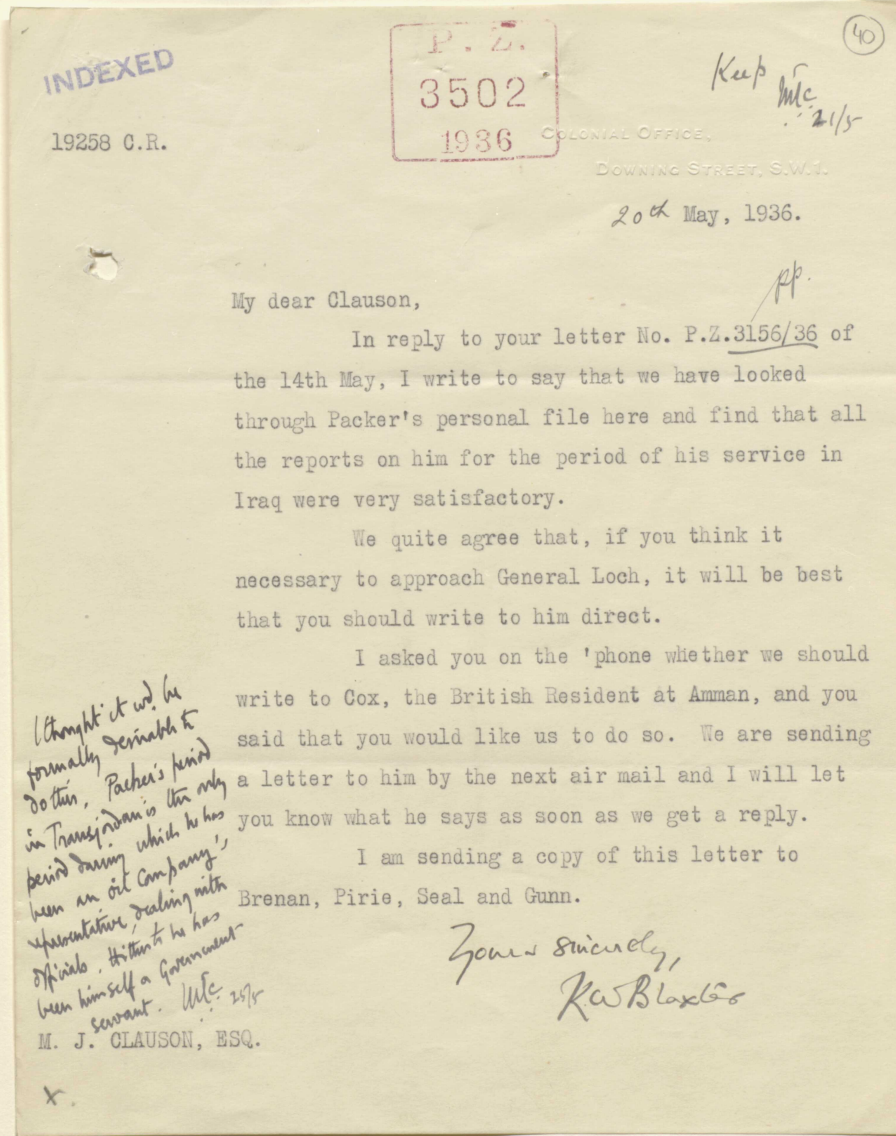 40
INDEXED
P. Z.
3502
1936
Keep
MJC
21/5
19258 C.R.
COLONIAL OFFICE,
DOWNING STREET, S.W.1.
20th May, 1936.
pp.
My dear Clauson,
In reply to your letter No. P.Z.3156/36 of
the 14th May, I write to say that we have looked
through Packer's personal file here and find that all
the reports on him for the period of his service in
Iraq were very satisfactory.
We quite agree that, if you think it
necessary to approach General Loch, it will be best
that you should write to him direct.
I asked you on the 'phone whether we should
write to Cox, the British Resident at Amman, and you
said that you would like us to do so. We are sending
a letter to him by the next air mail and I will let
you know what he says as soon as we get a reply.
I am sending a copy of this letter to
Brenan, Pirie, Seal and Gunn.
Yours sincerely,
K W Blaxter
I thought it wd. be
formally desirable to
do this. Packer's period
in Transjordan is the only
period during which he has
been an oil company's
representative, dealing with
officials. Hitherto he has
been himself a Government
servant. MJC 25/5
M. J. CLAUSON, ESQ.
x.